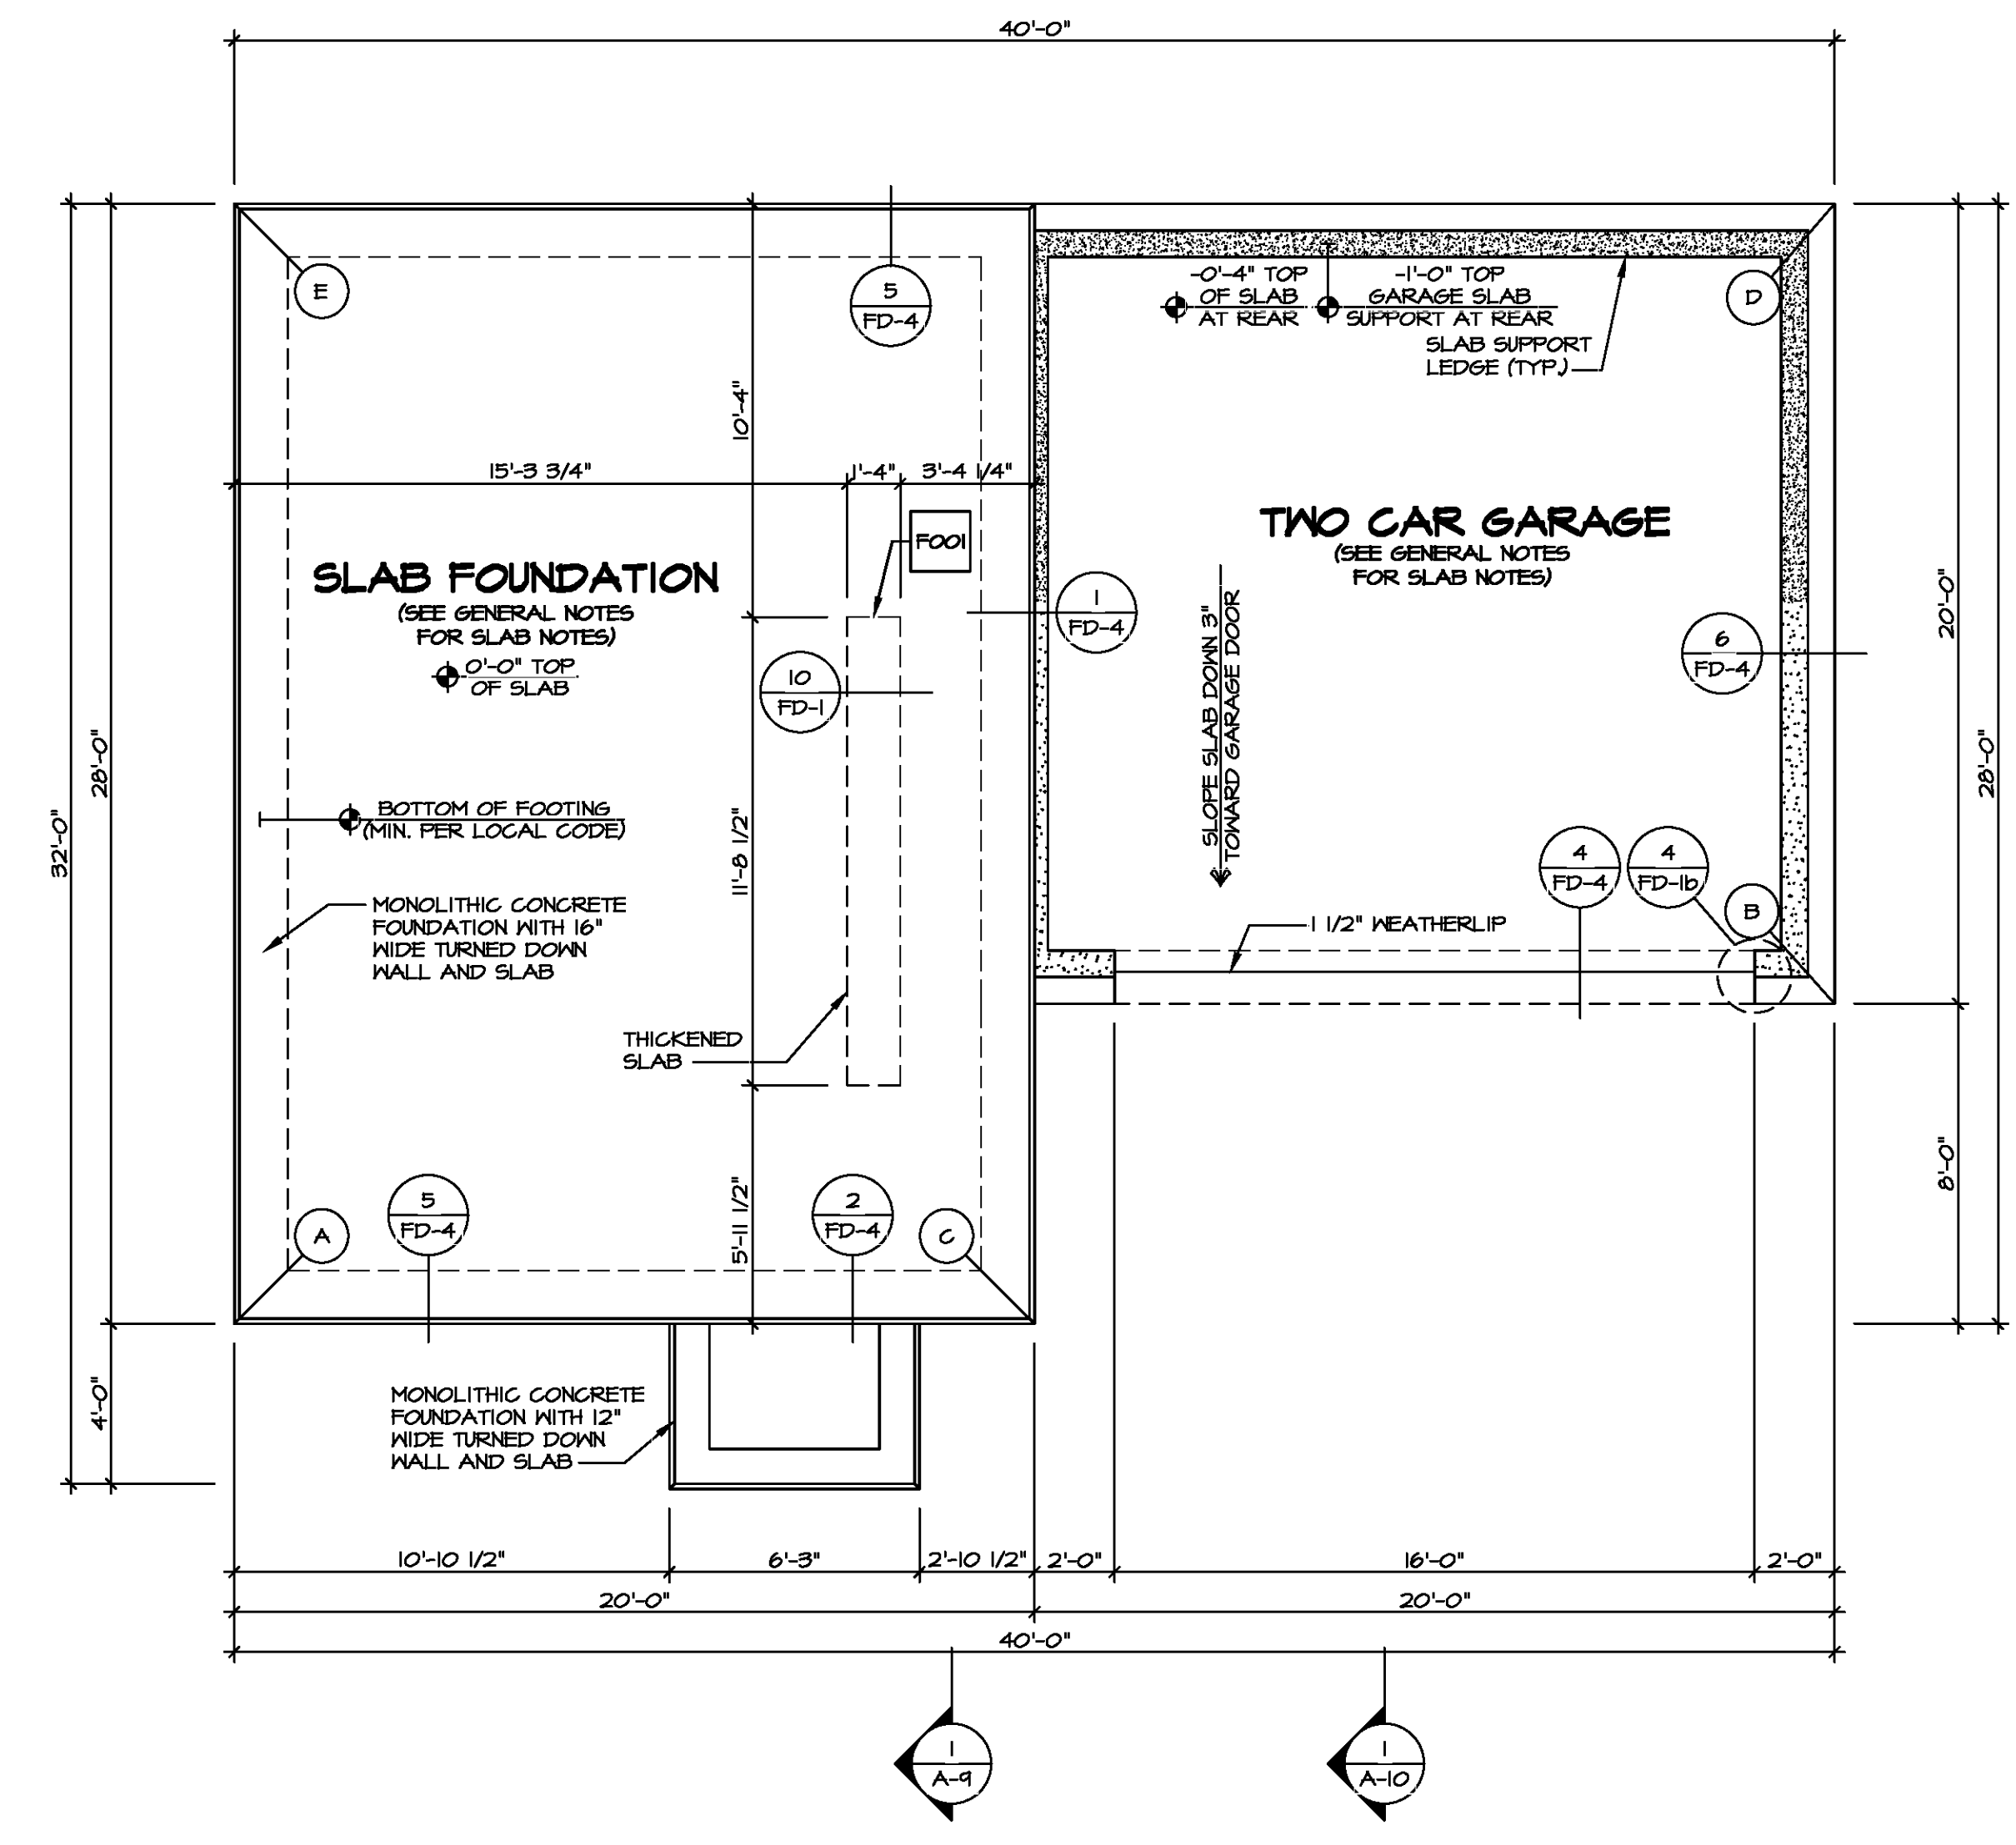 40'-0"
E
5
FD-4
-0'-4" TOP
OF SLAB
AT REAR
-1'-0" TOP
GARAGE SLAB
SUPPORT AT REAR
SLAB SUPPORT
LEDGE (TYP.)
D
10'-4"
15'-3 3/4"
1'-4"
3'-4 1/4"
F001
SLAB FOUNDATION
(SEE GENERAL NOTES
FOR SLAB NOTES)
0'-0" TOP
OF SLAB
TWO CAR GARAGE
(SEE GENERAL NOTES
FOR SLAB NOTES)
1
FD-4
10
FD-1
6
FD-4
SLOPE SLAB DOWN 3"
TOWARD GARAGE DOOR
20'-0"
28'-0"
28'-0"
32'-0"
BOTTOM OF FOOTING
(MIN. PER LOCAL CODE)
11'-8 1/2"
4
FD-4
4
FD-1b
B
MONOLITHIC CONCRETE
FOUNDATION WITH 16"
WIDE TURNED DOWN
WALL AND SLAB
1 1/2" WEATHERLIP
THICKENED
SLAB
8'-0"
A
5
FD-4
5'-11 1/2"
2
FD-4
C
4'-0"
MONOLITHIC CONCRETE
FOUNDATION WITH 12"
WIDE TURNED DOWN
WALL AND SLAB
10'-10 1/2"
6'-3"
2'-10 1/2"
2'-0"
16'-0"
2'-0"
20'-0"
20'-0"
40'-0"
1
A-9
1
A-10